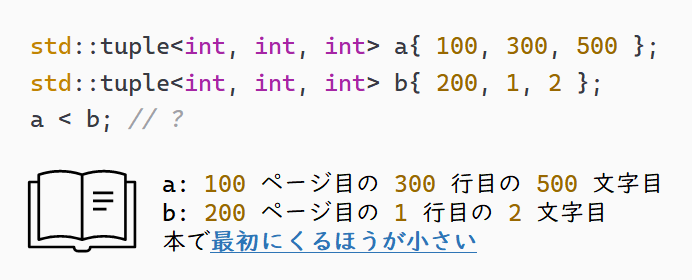 std::tuple<int, int, int> a{ 100, 300, 500 };
std::tuple<int, int, int> b{ 200, 1, 2 };
a < b; // ?
a: 100 ページ目の 300 行目の 500 文字目
b: 200 ページ目の 1 行目の 2 文字目
本で最初にくるほうが小さい